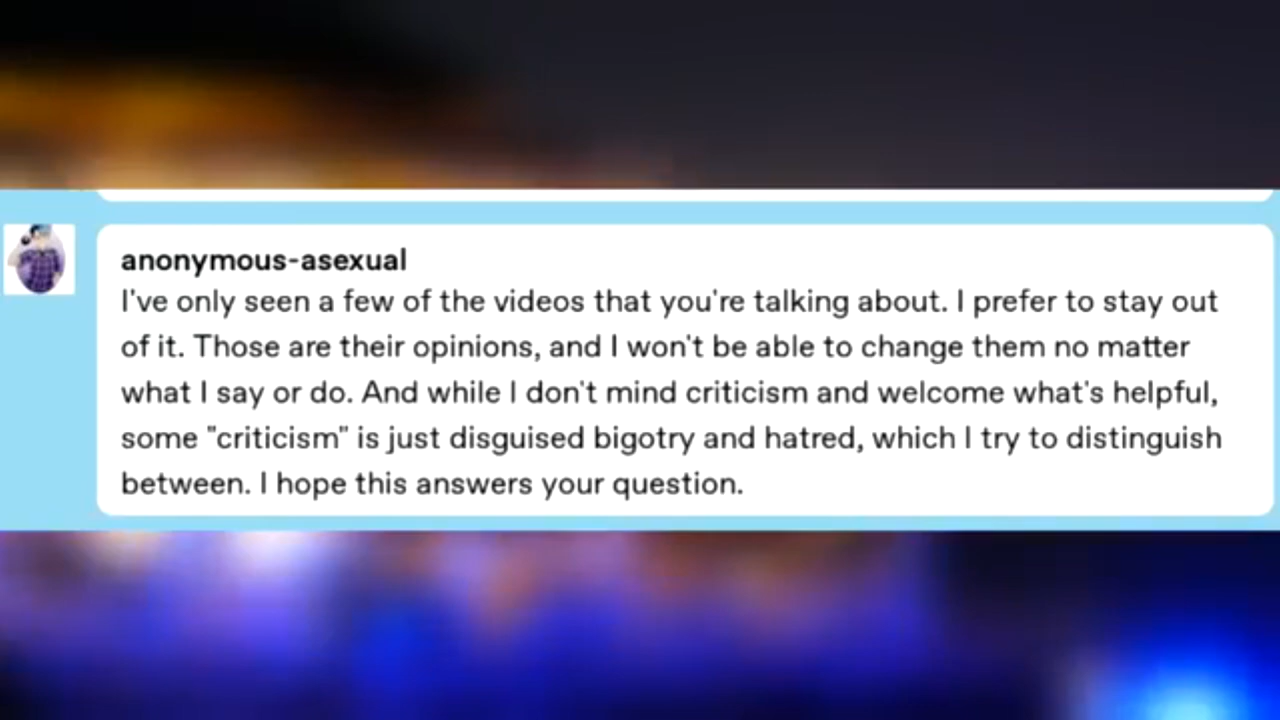 anonymous-asexual
I've only seen a few of the videos that you're talking about. I prefer to stay out
of it. Those are their opinions, and I won't be able to change them no matter
what I say or do. And while I don't mind criticism and welcome what's helpful,
some "criticism" is just disguised bigotry and hatred, which I try to distinguish
between. I hope this answers your question.